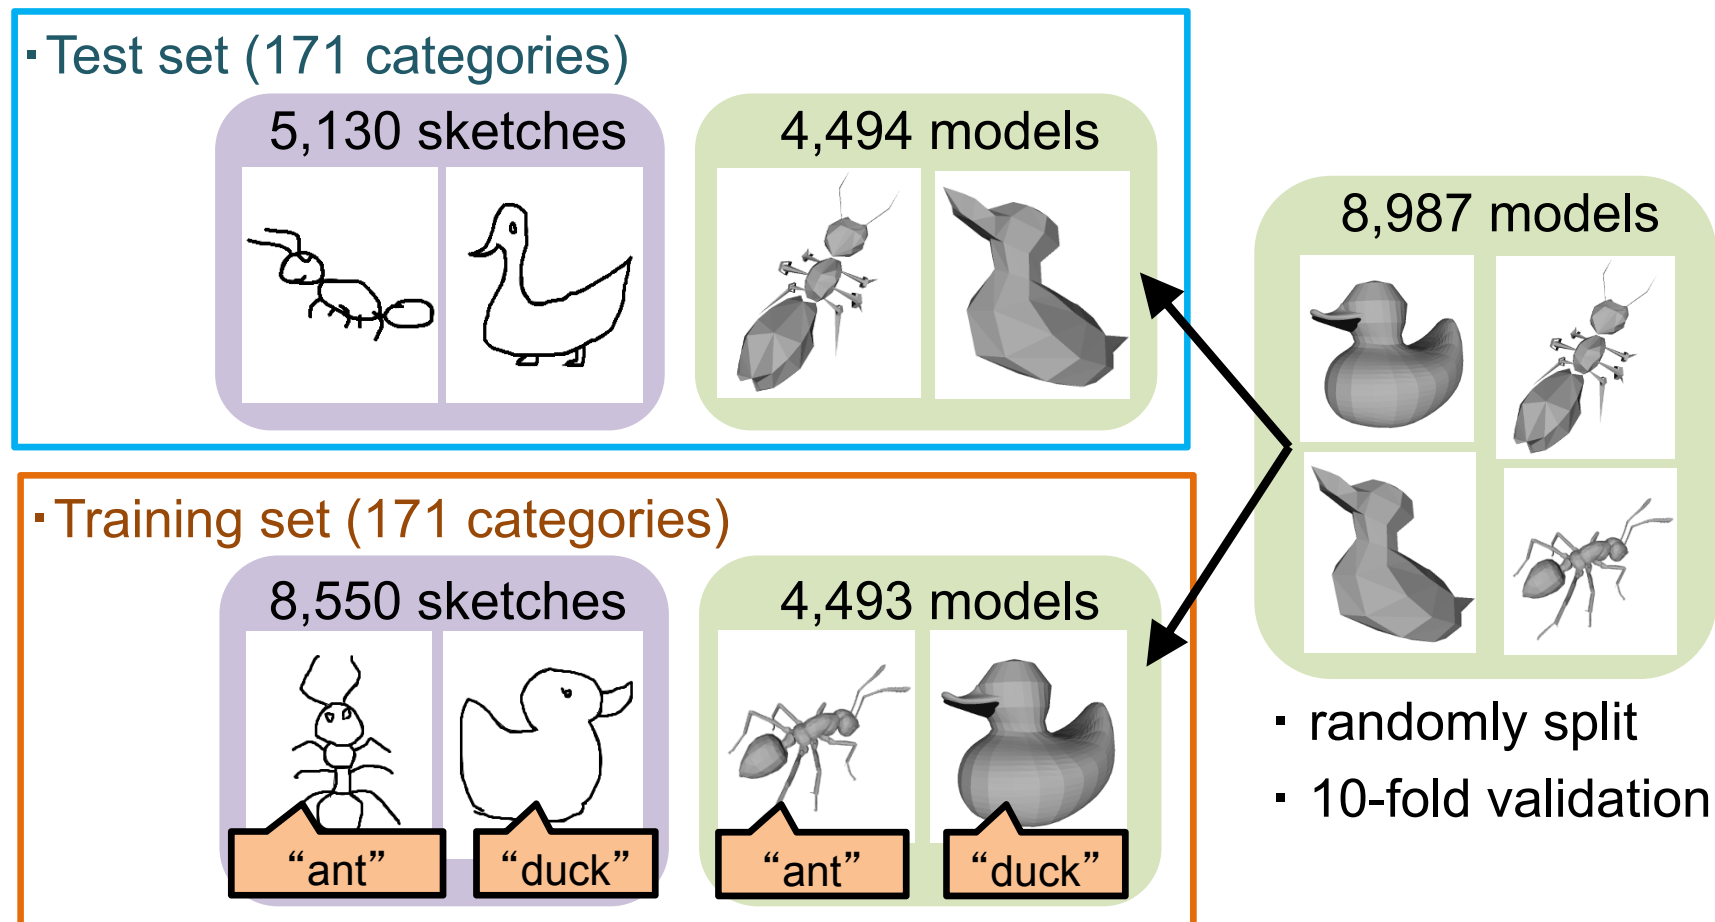 ▪ Test set (171 categories)
5,130 sketches
4,494 models
8,987 models
▪ Training set (171 categories)
8,550 sketches
4,493 models
“ant”
“duck”
“ant”
“duck”
▪ randomly split
▪ 10-fold validation